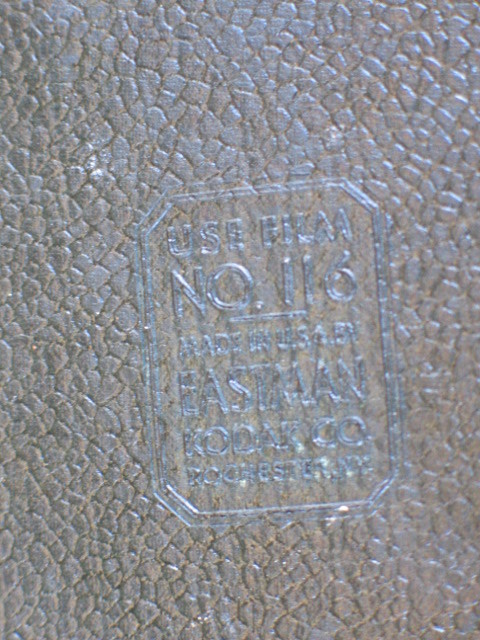 USE FILM
NO. 116
MADE IN U.S.A. BY
EASTMAN
KODAK CO.
ROCHESTER, N.Y.